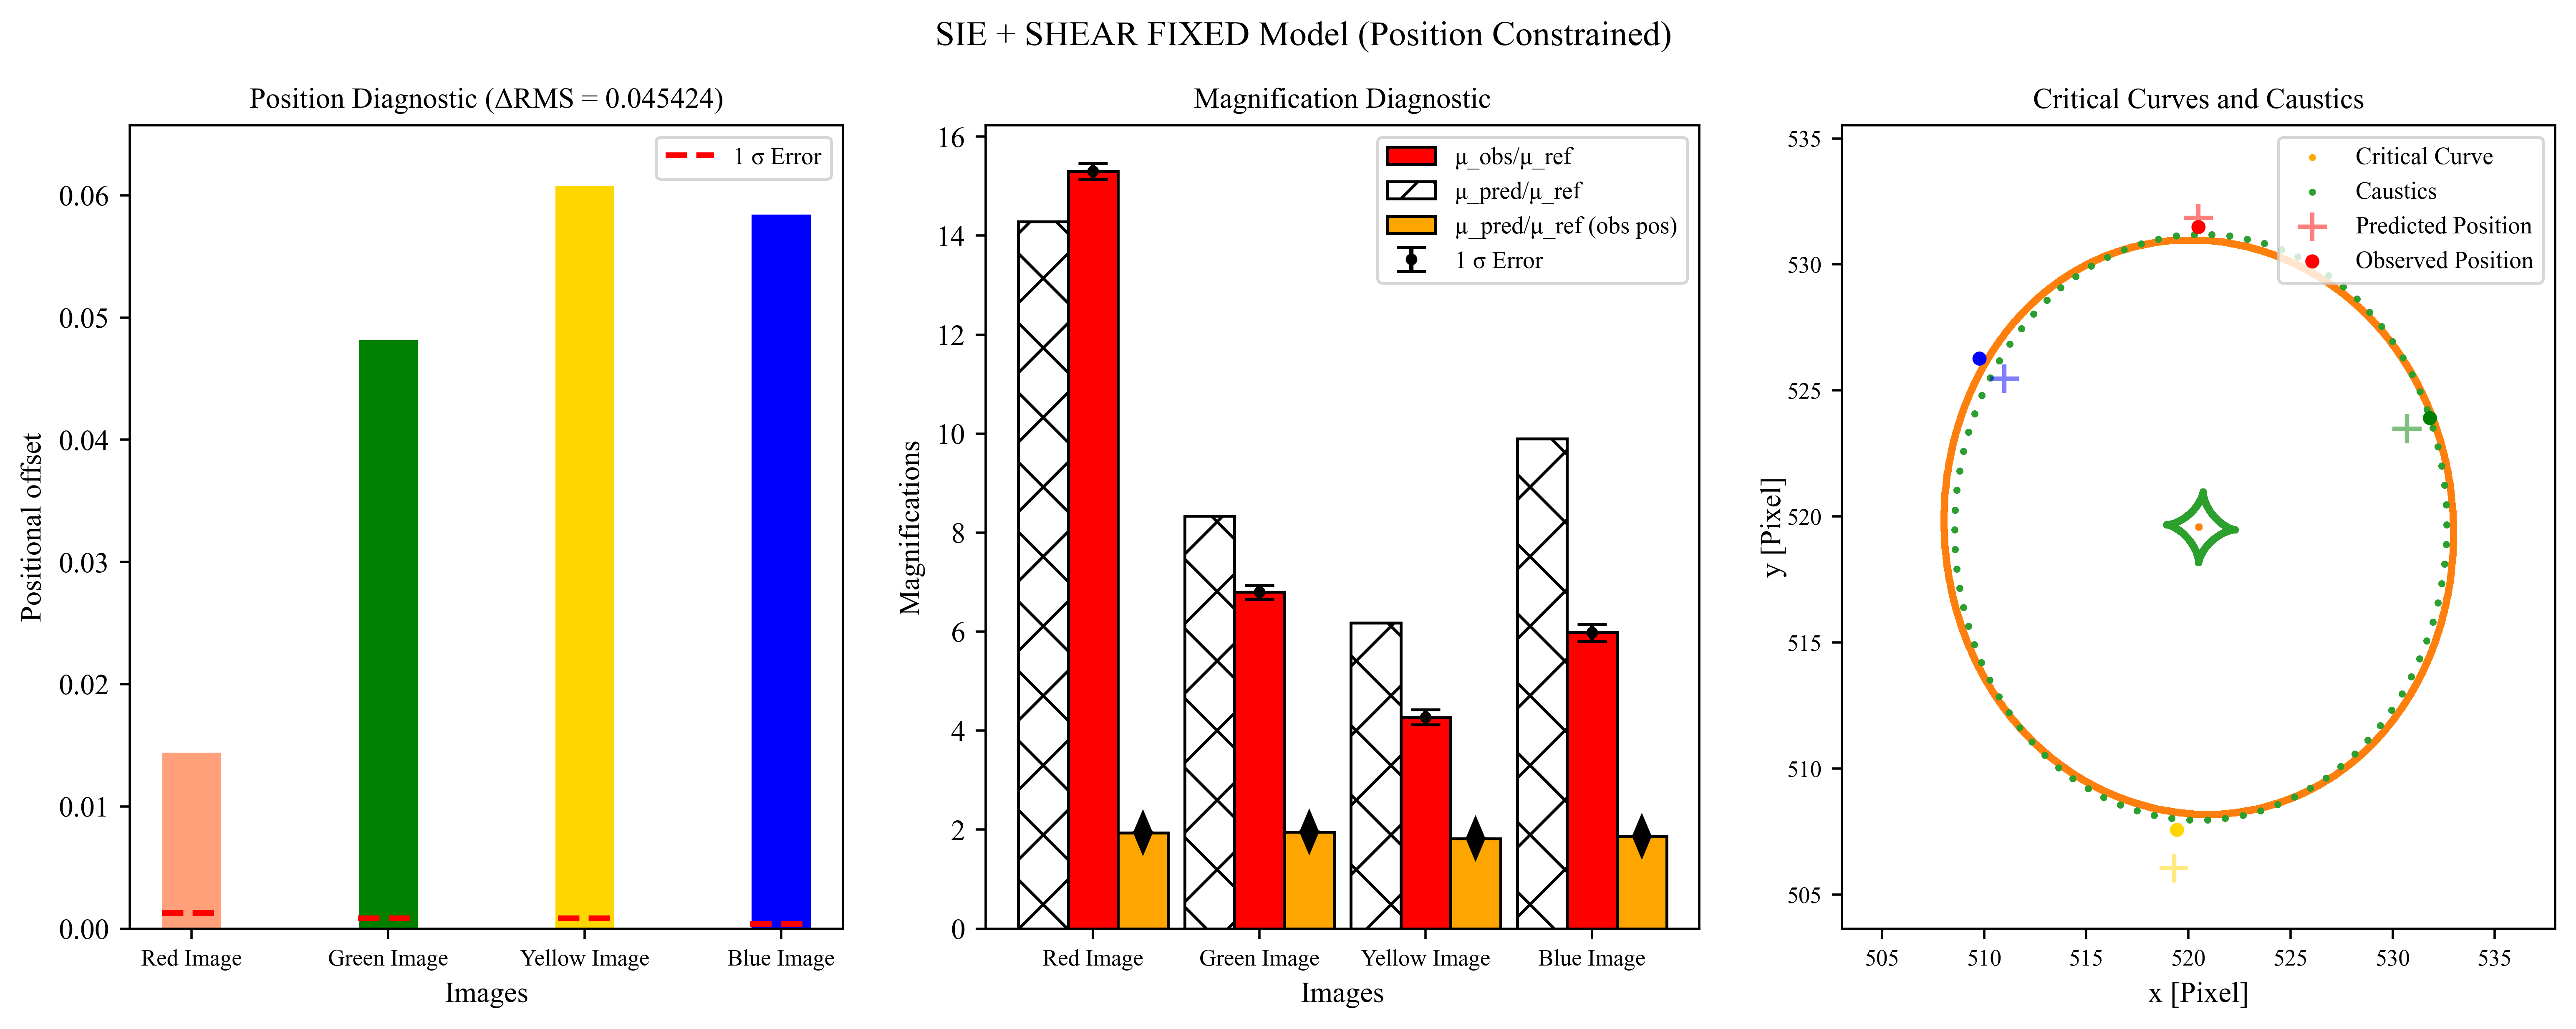 SIE + SHEAR FIXED Model (Position Constrained)
Position Diagnostic (ΔRMS = 0.045424)
1 σ Error
Positional offset
0.06
0.05
0.04
0.03
0.02
0.01
0.00
Red Image
Green Image
Yellow Image
Blue Image
Images
Magnification Diagnostic
μ_obs/μ_ref
μ_pred/μ_ref
μ_pred/μ_ref (obs pos)
1 σ Error
Magnifications
16
14
12
10
8
6
4
2
0
Red Image
Green Image
Yellow Image
Blue Image
Images
Critical Curves and Caustics
Critical Curve
Caustics
Predicted Position
Observed Position
y [Pixel]
535
530
525
520
515
510
505
505
510
515
520
525
530
535
x [Pixel]